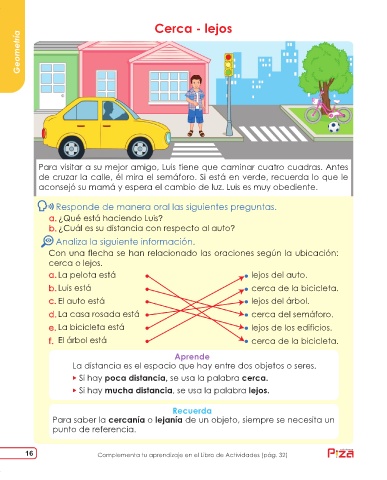 Cerca - lejos
Geometría
Para visitar a su mejor amigo, Luis tiene que caminar cuatro cuadras. Antes
de cruzar la calle, él mira el semáforo. Si está en verde, recuerda lo que le
aconsejó su mamá y espera el cambio de luz. Luis es muy obediente.
Responde de manera oral las siguientes preguntas.
a. ¿Qué está haciendo Luis?
b. ¿Cuál es su distancia con respecto al auto?
Analiza la siguiente información.
Con una flecha se han relacionado las oraciones según la ubicación:
cerca o lejos.
a. La pelota está • • lejos del auto.
b. Luis está • • cerca de la bicicleta.
c. El auto está • • lejos del árbol.
d. La casa rosada está • • cerca del semáforo.
e. La bicicleta está • • lejos de los edificios.
f. El árbol está • • cerca de la bicicleta.
Aprende
La distancia es el espacio que hay entre dos objetos o seres.
Si hay poca distancia, se usa la palabra cerca.
Si hay mucha distancia, se usa la palabra lejos.
Recuerda
Para saber la cercanía o lejanía de un objeto, siempre se necesita un
punto de referencia.
16
Complementa tu aprendizaje en el Libro de Actividades (pág. 32)